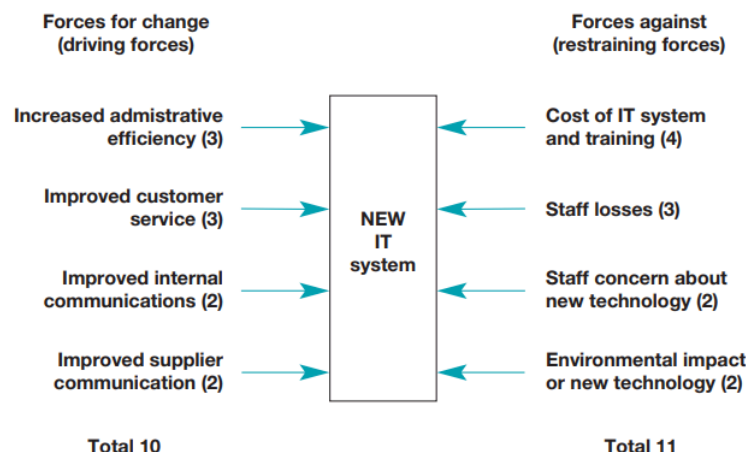 Forces for change
(driving forces)
Forces against
(restraining forces)
Increased admistrative
efficiency (3)
Cost of IT system
and training (4)
Improved customer
service (3)
Staff losses (3)
NEW
IT
system
Improved internal
communications (2)
Staff concern about
new technology (2)
Improved supplier
communication (2)
Environmental impact
or new technology (2)
Total 10
Total 11